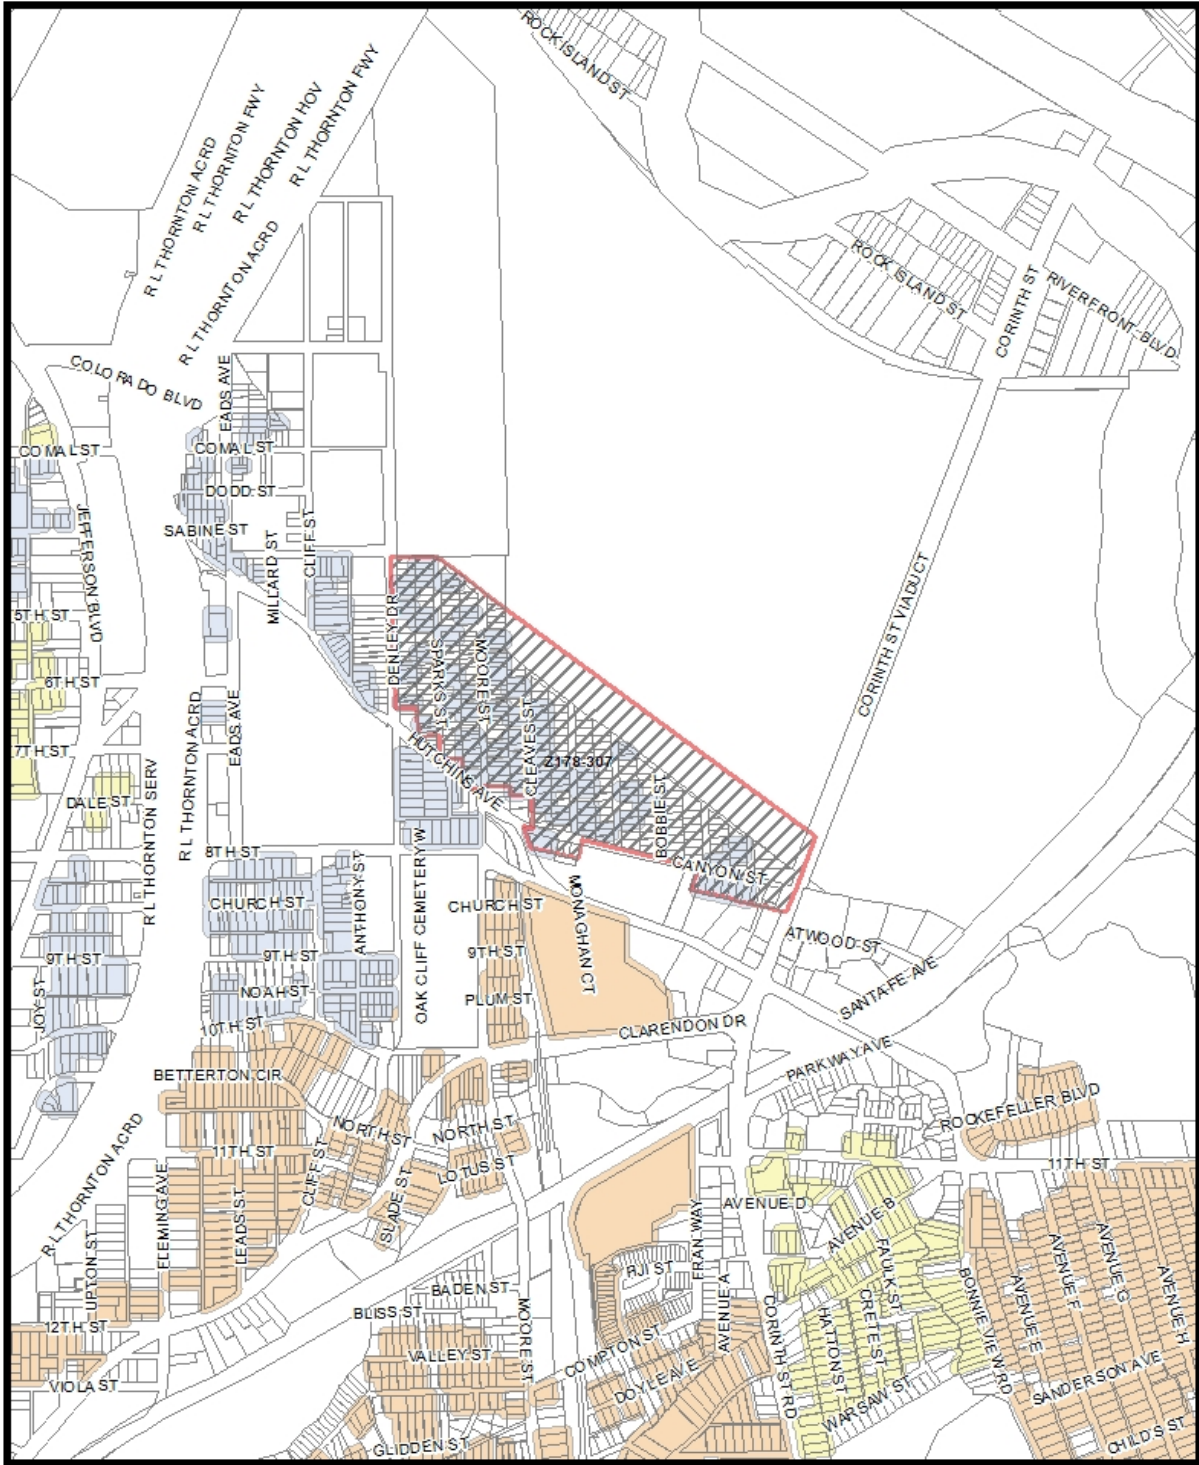 ROCK ISLAND ST
R L THORNTON ACRD
R L THORNTON FWY
R L THORNTON HOV
R L THORNTON FWY
R L THORNTON ACRD
ROCK ISLAND ST
CORINTH ST
RIVERFRONT BLVD
COLORADO BLVD
EADS AVE
COMAL ST
COMAL ST
DODD ST
SABINE ST
JEFFERSON BLVD
MILLARD ST
CLIFF ST
5TH ST
DENLEY DR
SPARKS ST
MOORE ST
CORINTH ST VIADUCT
6TH ST
7TH ST
R L THORNTON ACRD
EADS AVE
HUTCHINS AVE
CLEAVES ST
Z178-307
BOBBIE ST
DALE ST
R L THORNTON SERV
8TH ST
CANYON ST
CHURCH ST
ANTHONY ST
OAK CLIFF CEMETERY W
CHURCH ST
MONAGHAN CT
ATWOOD ST
9TH ST
9TH ST
9TH ST
JOY ST
NOAH ST
PLUM ST
SANTA FE AVE
10TH ST
CLARENDON DR
PARKWAY AVE
BETTERTON CIR
ROCKEFELLER BLVD
NORTH ST
NORTH ST
11TH ST
11TH ST
LOTUS ST
R L THORNTON ACRD
FLEMING AVE
LEADS ST
CLIFF ST
SLADE ST
FRAN WAY
AVENUE D
AVENUE B
UPTON ST
RJI ST
FAULK ST
AVENUE F
AVENUE G
BADEN ST
BLISS ST
12TH ST
MOORE ST
AVENUE A
CORINTH ST RD
HATTON ST
CRETE ST
BONNIE VIEW RD
AVENUE E
AVENUE H
VALLEY ST
COMPTON ST
VIOLA ST
DOYLE AVE
WARSAW ST
SANDERSON AVE
GLIDDEN ST
CHILDS ST